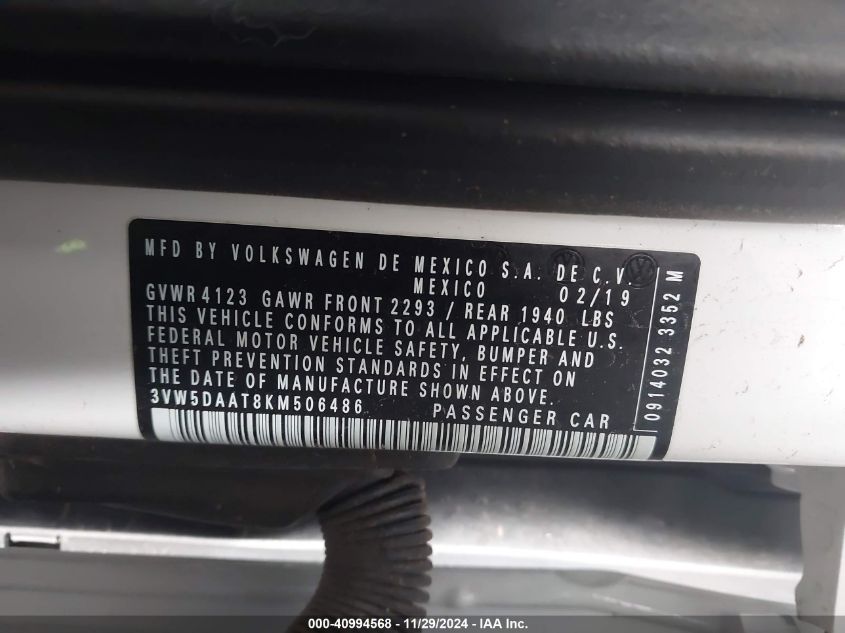 MFD BY VOLKSWAGEN DE MEXICO S.A. DE C.V.
MEXICO 02/19
GVWR 4123 GAWR FRONT 2293 / REAR 1940 LBS
THIS VEHICLE CONFORMS TO ALL APPLICABLE U.S.
FEDERAL MOTOR VEHICLE SAFETY, BUMPER AND
THEFT PREVENTION STANDARDS IN EFFECT ON
THE DATE OF MANUFACTURE SHOWN ABOVE.
3VW5DAAT8KM506486 PASSENGER CAR
0914032 3352 M
000-40994568 - 11/29/2024 - IAA Inc.